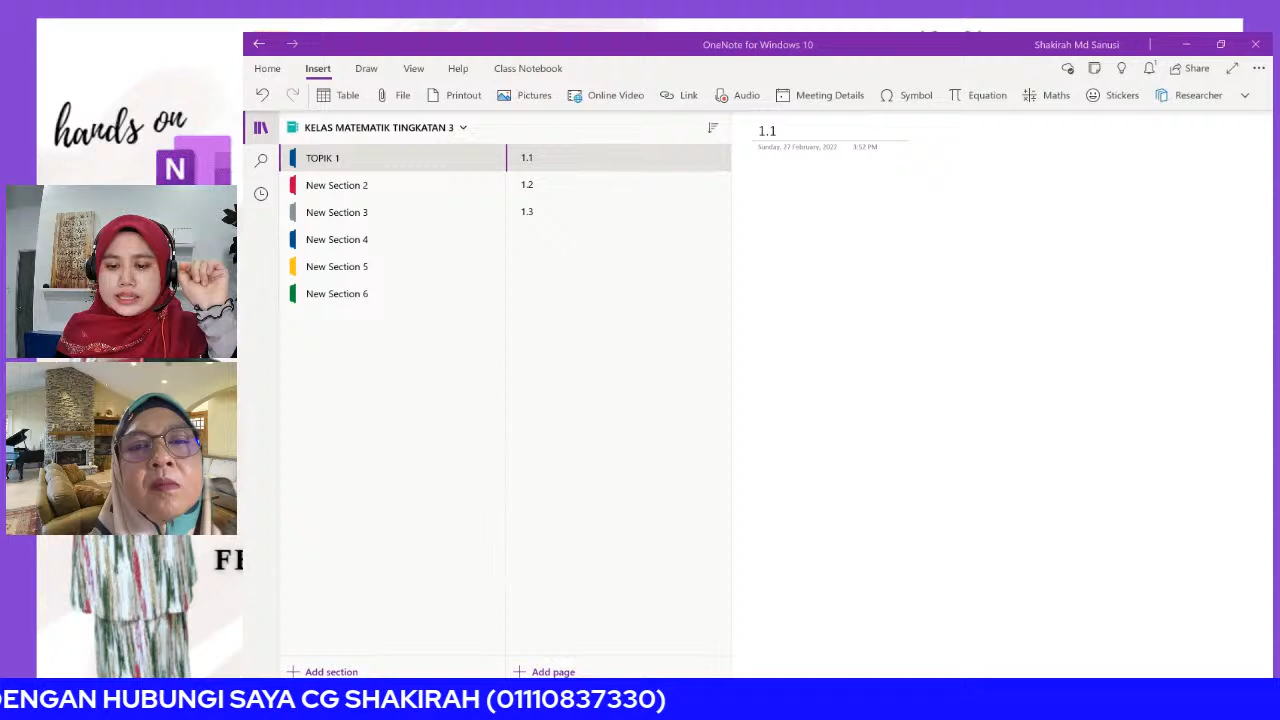 hands on
N
OneNote for Windows 10
Shakirah Md Sanusi
Home Insert Draw View Help Class Notebook
1 Share
Table File Printout Pictures Online Video Link Audio Meeting Details Symbol Equation Maths Stickers Researcher
KELAS MATEMATIK TINGKATAN 3
TOPIK 1
New Section 2
New Section 3
New Section 4
New Section 5
New Section 6
1.1
1.2
1.3
1.1
Sunday, 27 February, 2022 3:52 PM
FE
Add section
Add page
DENGAN HUBUNGI SAYA CG SHAKIRAH (01110837330)